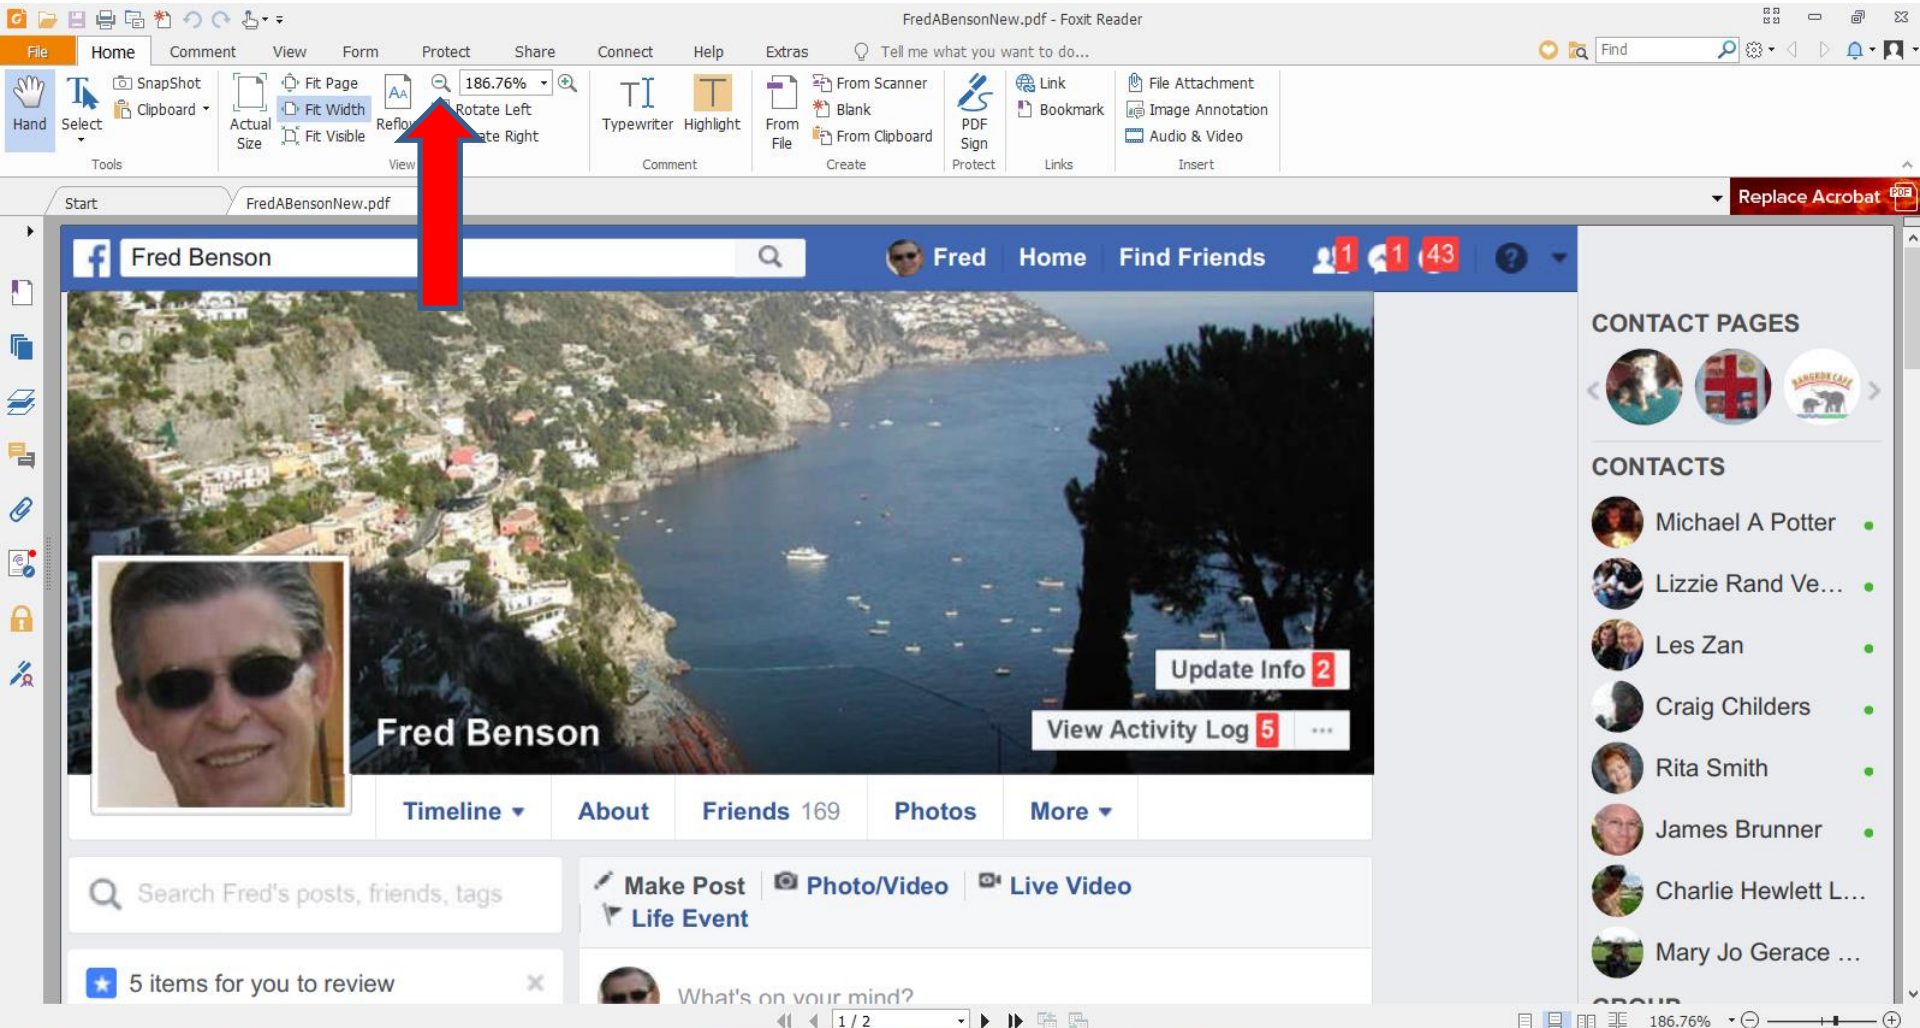 FredABensonNew.pdf - Foxit Reader
File Home Comment View Form Protect Share Connect Help Extras Tell me what you want to do... Find
Hand
Select
SnapShot
Clipboard
Tools
Actual Size
Fit Page
Fit Width
Fit Visible
186.76%
Rotate Left
Right
View
Typewriter Highlight
Comment
From File
From Scanner
Blank
From Clipboard
Create
PDF Sign
Protect
Link
Bookmark
Links
File Attachment
Image Annotation
Audio & Video
Insert
Start FredABensonNew.pdf Replace Acrobat PDF
f Fred Benson Fred Home Find Friends 1 1 43 ?
CONTACT PAGES
BANGKOK CAFE
CONTACTS
Michael A Potter
Lizzie Rand Ve...
Les Zan
Craig Childers
Rita Smith
James Brunner
Charlie Hewlett L...
Mary Jo Gerace ...
Update Info 2
Fred Benson
View Activity Log 5 ...
Timeline About Friends 169 Photos More
Search Fred's posts, friends, tags
Make Post Photo/Video Live Video
Life Event
5 items for you to review
What's on your mind?
1 / 2 186.76%